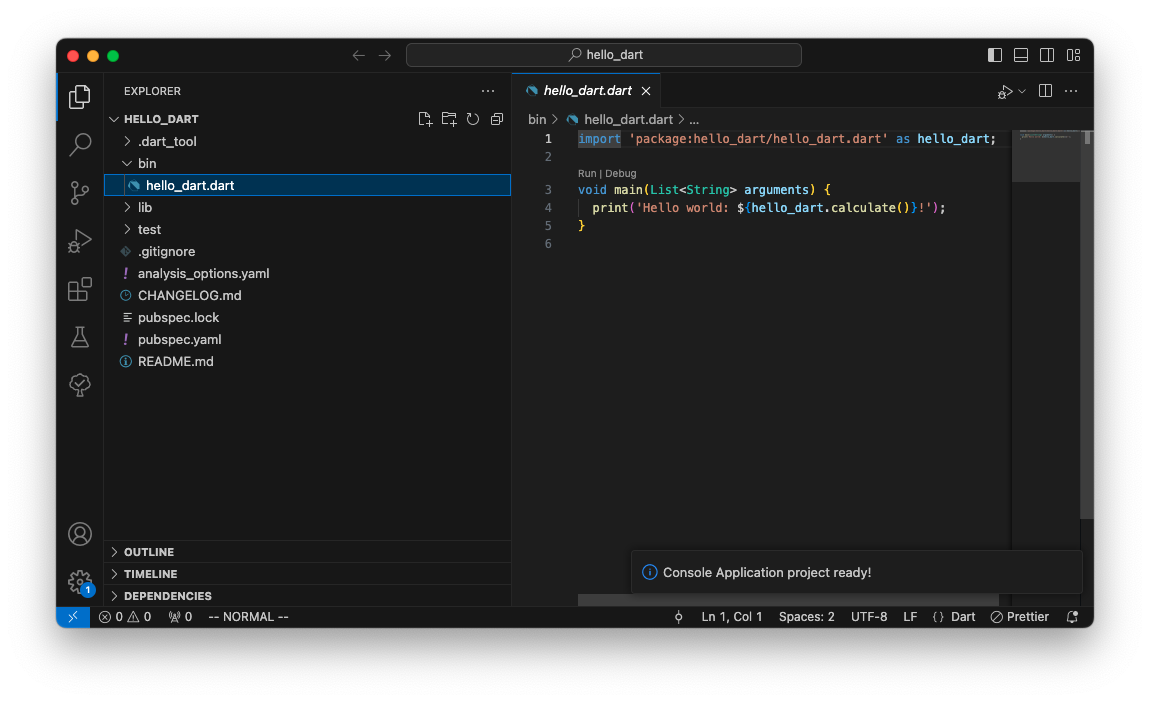 hello_dart
EXPLORER
HELLO_DART
.dart_tool
bin
hello_dart.dart
lib
test
.gitignore
analysis_options.yaml
CHANGELOG.md
pubspec.lock
pubspec.yaml
README.md
OUTLINE
TIMELINE
DEPENDENCIES
hello_dart.dart
bin > hello_dart.dart > ...
1 import 'package:hello_dart/hello_dart.dart' as hello_dart;
2
Run | Debug
3 void main(List<String> arguments) {
4 print('Hello world: ${hello_dart.calculate()}!');
5 }
6
Console Application project ready!
1
0 0 0 -- NORMAL -- Ln 1, Col 1 Spaces: 2 UTF-8 LF {} Dart Prettier